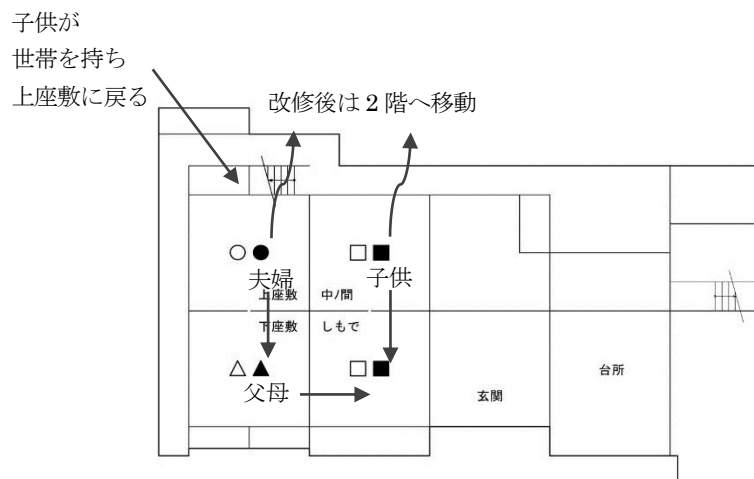 子供が
世帯を持ち
上座敷に戻る
改修後は2階へ移動
夫婦
子供
上座敷
中ノ間
下座敷
しもで
父母
玄関
台所